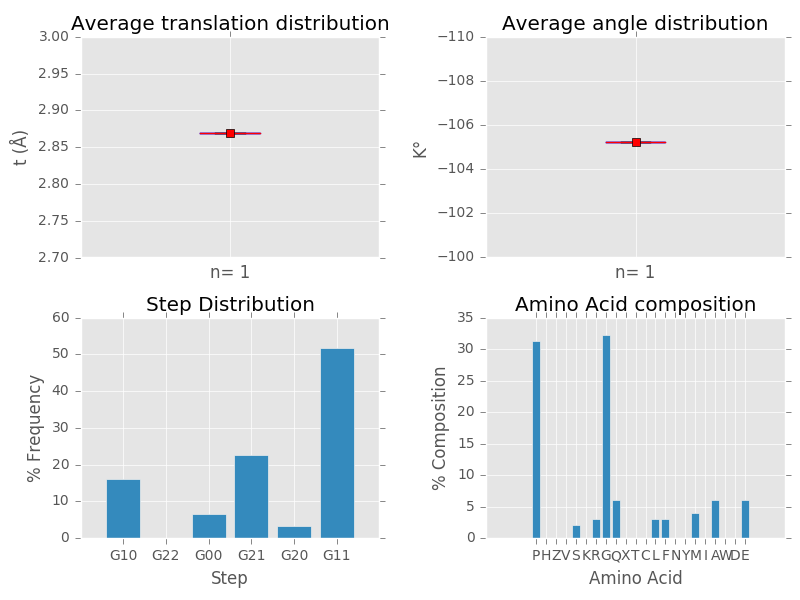 Average translation distribution
3.00
2.95
2.90
2.85
2.80
2.75
2.70
t (Å)
n= 1
Average angle distribution
−110
−108
−106
−104
−102
−100
K°
n= 1
Step Distribution
60
50
40
30
20
10
0
% Frequency
G10 G22 G00 G21 G20 G11
Step
Amino Acid composition
35
30
25
20
15
10
5
0
% Composition
P H Z V S K R G Q X T C L F N Y M I A W D E
Amino Acid